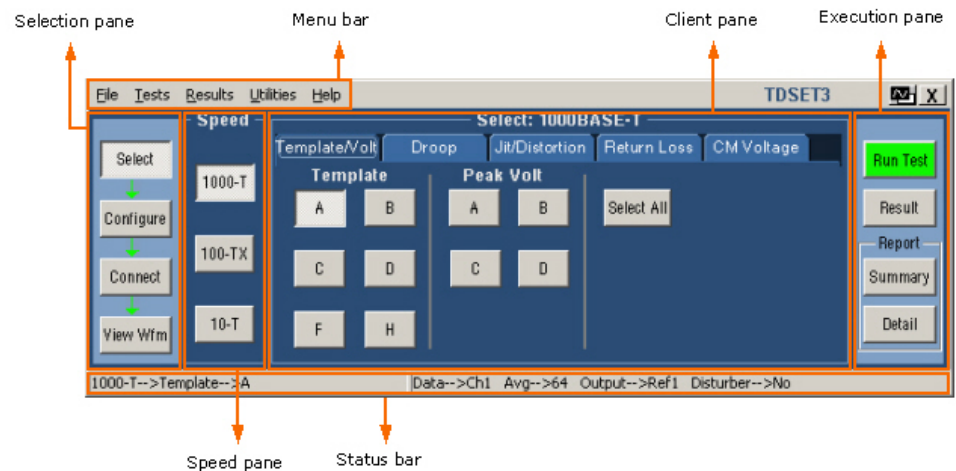 Selection pane
Menu bar
Client pane
Execution pane
File Tests Results Utilities Help
TDSET3
X
Select
Configure
Connect
View Wfm
Speed
1000-T
100-TX
10-T
Select: 1000BASE-T
Template/Volt Droop Jit/Distortion Return Loss CM Voltage
Template
A B
C D
F H
Peak Volt
A B
C D
Select All
Run Test
Result
Report
Summary
Detail
1000-T-->Template-->A
Data-->Ch1 Avg-->64 Output-->Ref1 Disturber-->No
Speed pane
Status bar